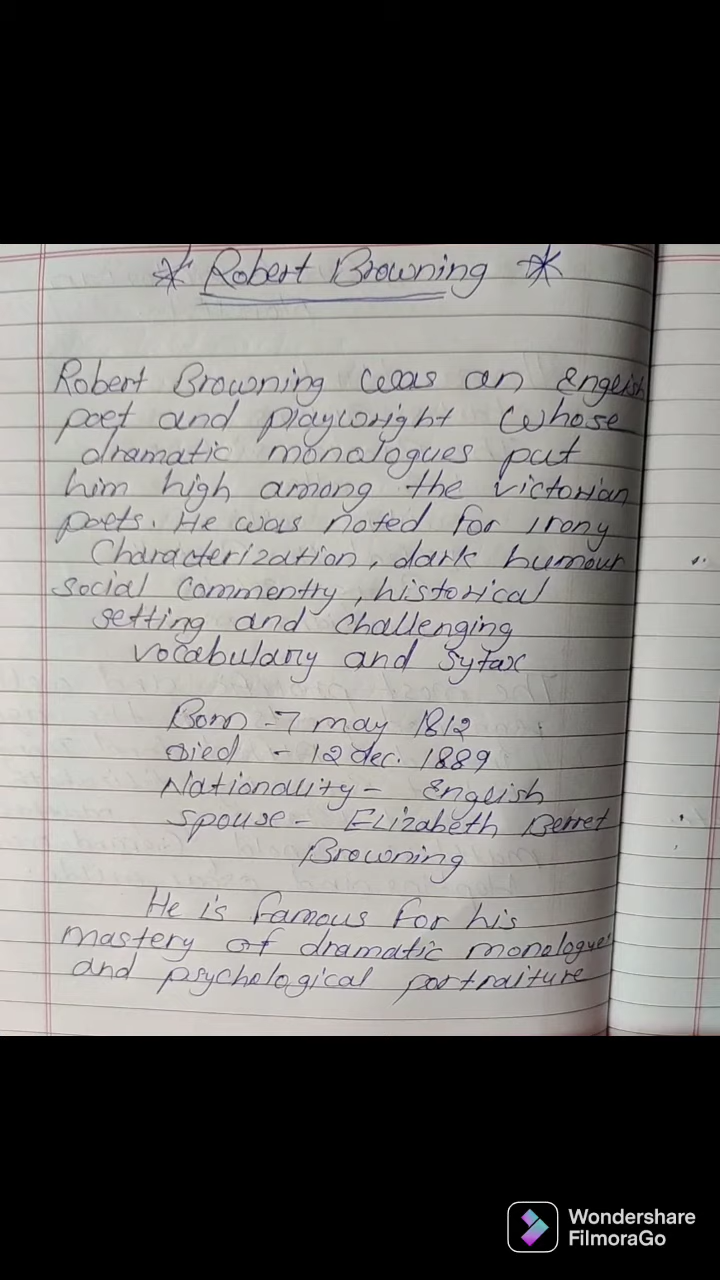 * Robert Browning *
Robert Browning was an English
poet and playwright whose
dramatic monologues put
him high among the victorian
poets. He was noted for Irony
Characterization, dark humour
social Commentry, historical
setting and challenging
vocabulary and sytax
Born - 7 may 1812
Died - 12 dec. 1889
Nationality - English
Spouse - Elizabeth Berret
Browning
He is famous for his
mastery of dramatic monologues
and psychological portraiture
Wondershare
FilmoraGo